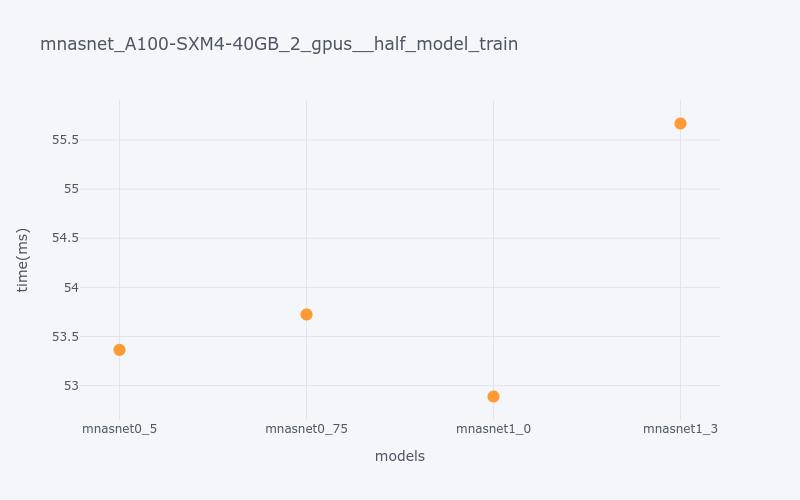 mnasnet_A100-SXM4-40GB_2_gpus__half_model_train
time(ms)
55.5
55
54.5
54
53.5
53
mnasnet0_5
mnasnet0_75
mnasnet1_0
mnasnet1_3
models